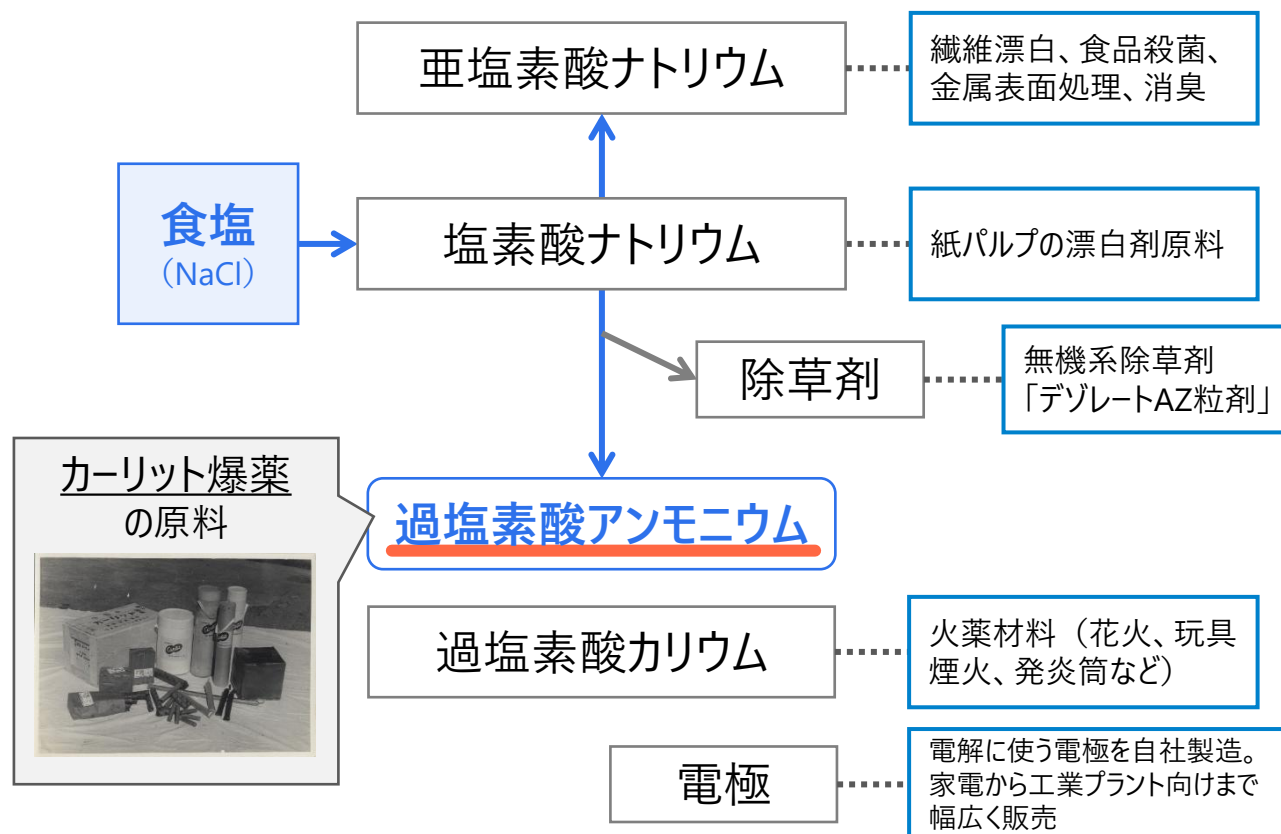 亜塩素酸ナトリウム
繊維漂白、食品殺菌、
金属表面処理、消臭
食塩
（NaCl）
塩素酸ナトリウム
紙パルプの漂白剤原料
除草剤
無機系除草剤
「デゾレートAZ粒剤」
カーリット爆薬
の原料
過塩素酸アンモニウム
過塩素酸カリウム
火薬材料（花火、玩具
煙火、発炎筒など）
電極
電解に使う電極を自社製造。
家電から工業プラント向けまで
幅広く販売